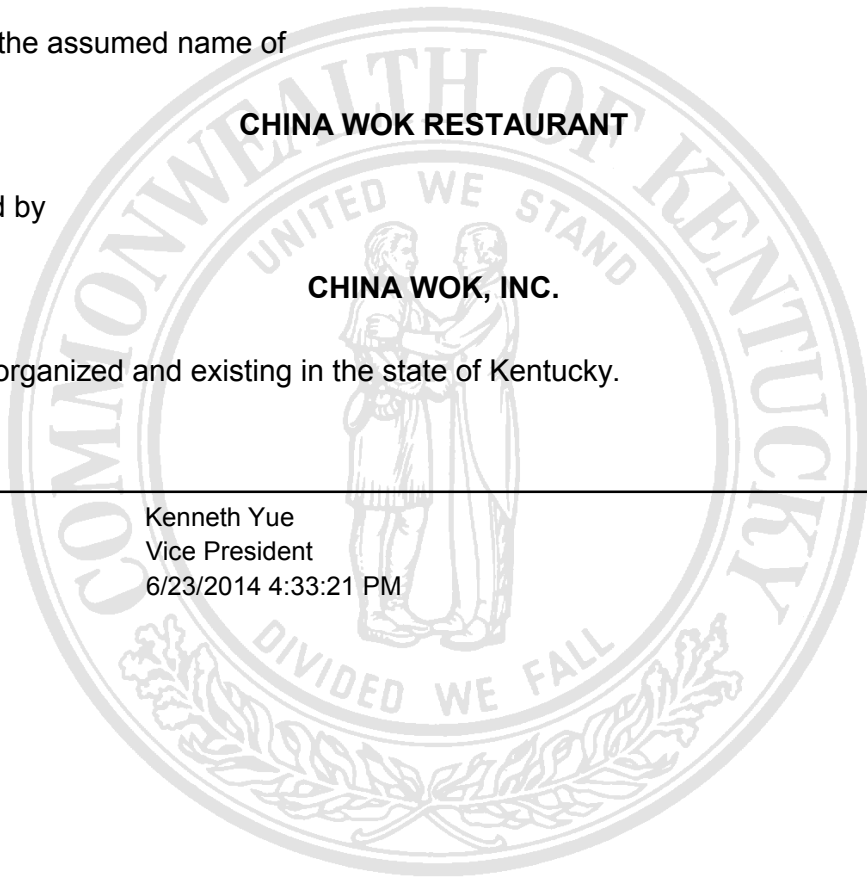 the assumed name of
CHINA WOK RESTAURANT
d by
CHINA WOK, INC.
organized and existing in the state of Kentucky.
Kenneth Yue
Vice President
6/23/2014 4:33:21 PM
COMMONWEALTH OF KENTUCKY
UNITED WE STAND
DIVIDED WE FALL